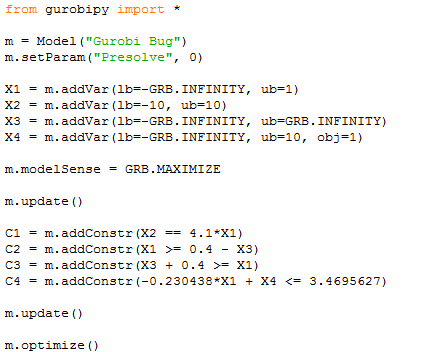 from gurobipy import *
m = Model("Gurobi Bug")
m.setParam("Presolve", 0)
X1 = m.addVar(lb=-GRB.INFINITY, ub=1)
X2 = m.addVar(lb=-10, ub=10)
X3 = m.addVar(lb=-GRB.INFINITY, ub=GRB.INFINITY)
X4 = m.addVar(lb=-GRB.INFINITY, ub=10, obj=1)
m.modelSense = GRB.MAXIMIZE
m.update()
C1 = m.addConstr(X2 == 4.1*X1)
C2 = m.addConstr(X1 >= 0.4 - X3)
C3 = m.addConstr(X3 + 0.4 >= X1)
C4 = m.addConstr(-0.230438*X1 + X4 <= 3.4695627)
m.update()
m.optimize()